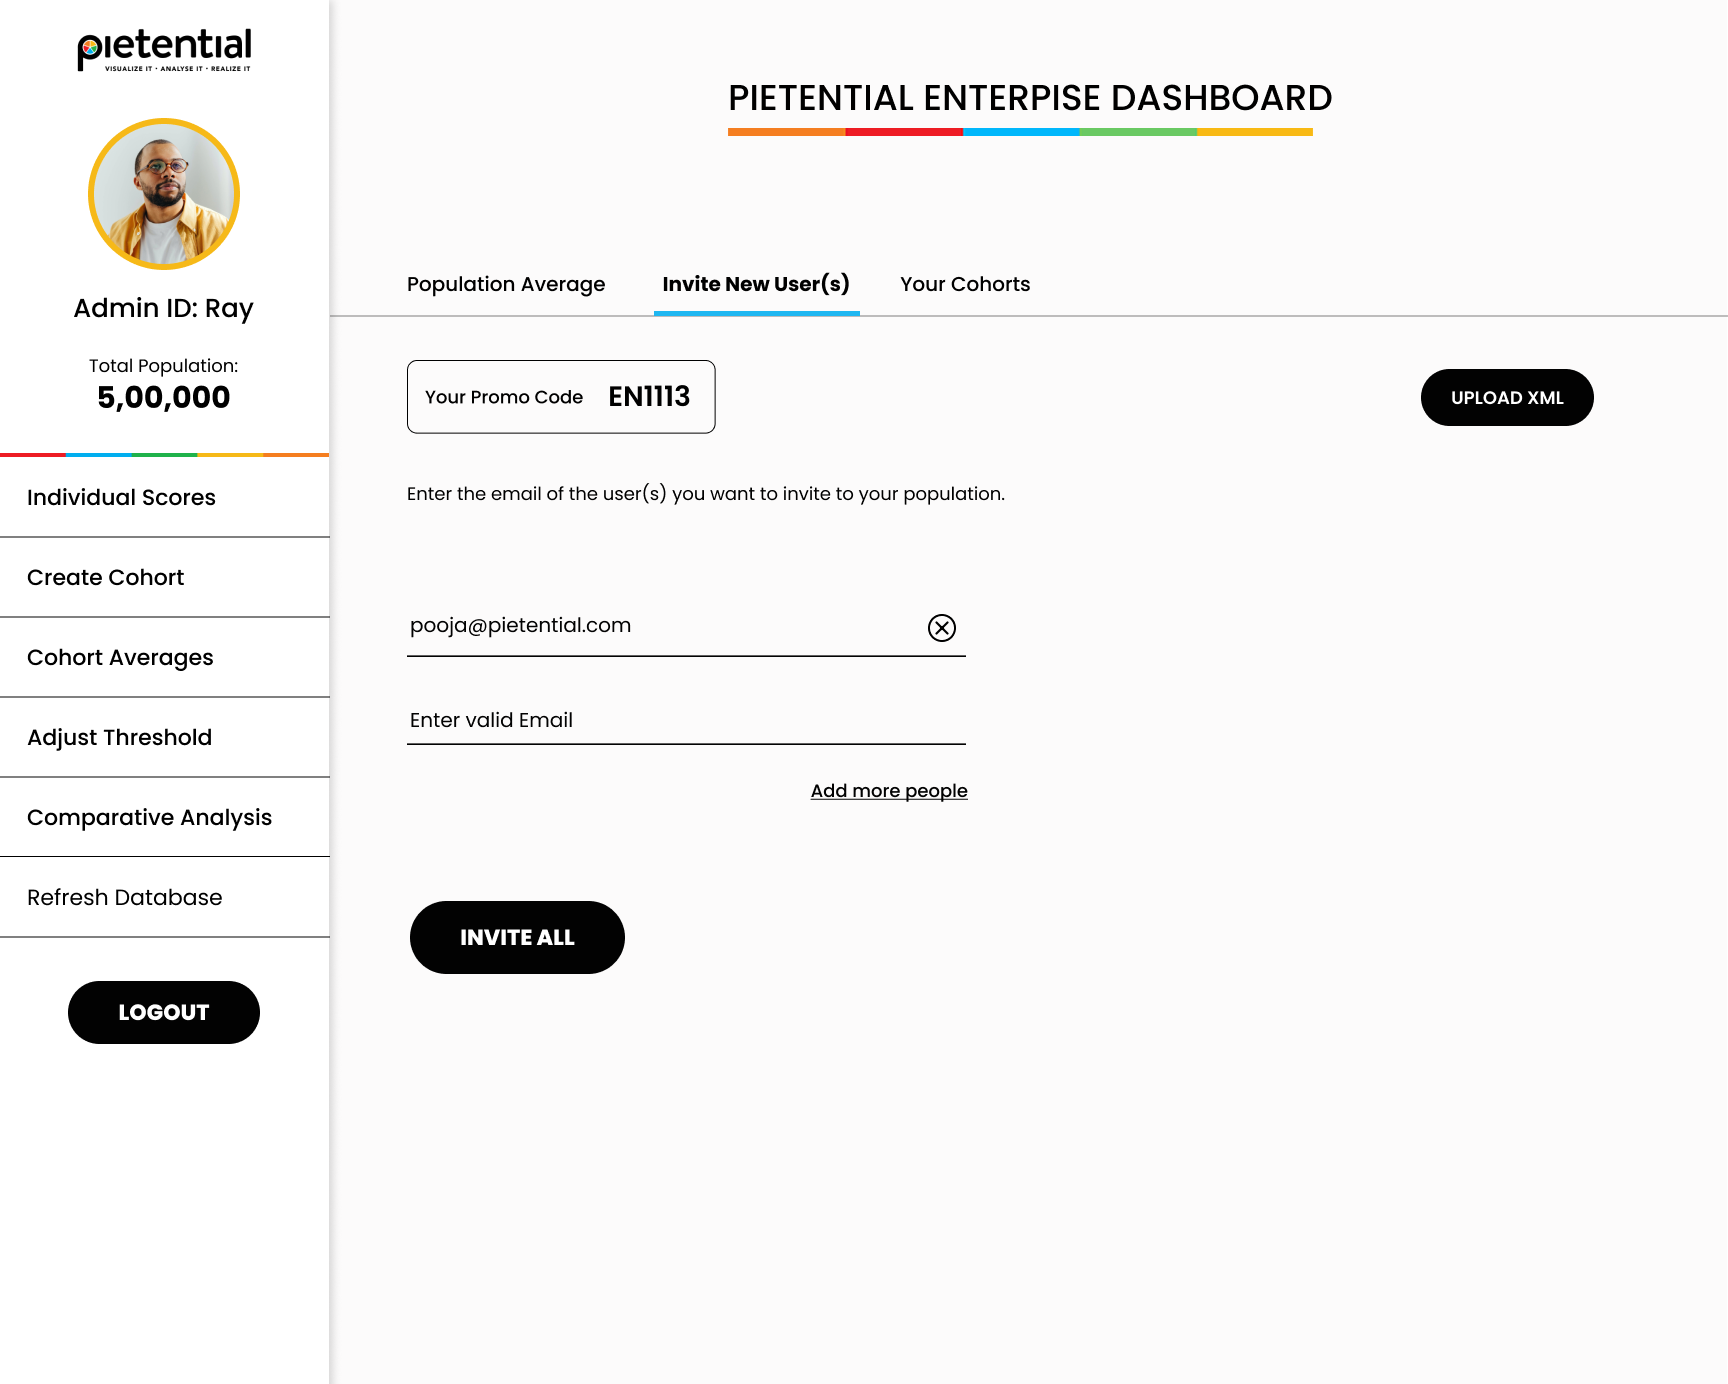 pietential
VISUALIZE IT • ANALYSE IT • REALIZE IT
Admin ID: Ray
Total Population:
5,00,000
Individual Scores
Create Cohort
Cohort Averages
Adjust Threshold
Comparative Analysis
Refresh Database
LOGOUT
PIETENTIAL ENTERPISE DASHBOARD
Population Average
Invite New User(s)
Your Cohorts
Your Promo Code EN1113
UPLOAD XML
Enter the email of the user(s) you want to invite to your population.
pooja@pietential.com
Enter valid Email
Add more people
INVITE ALL